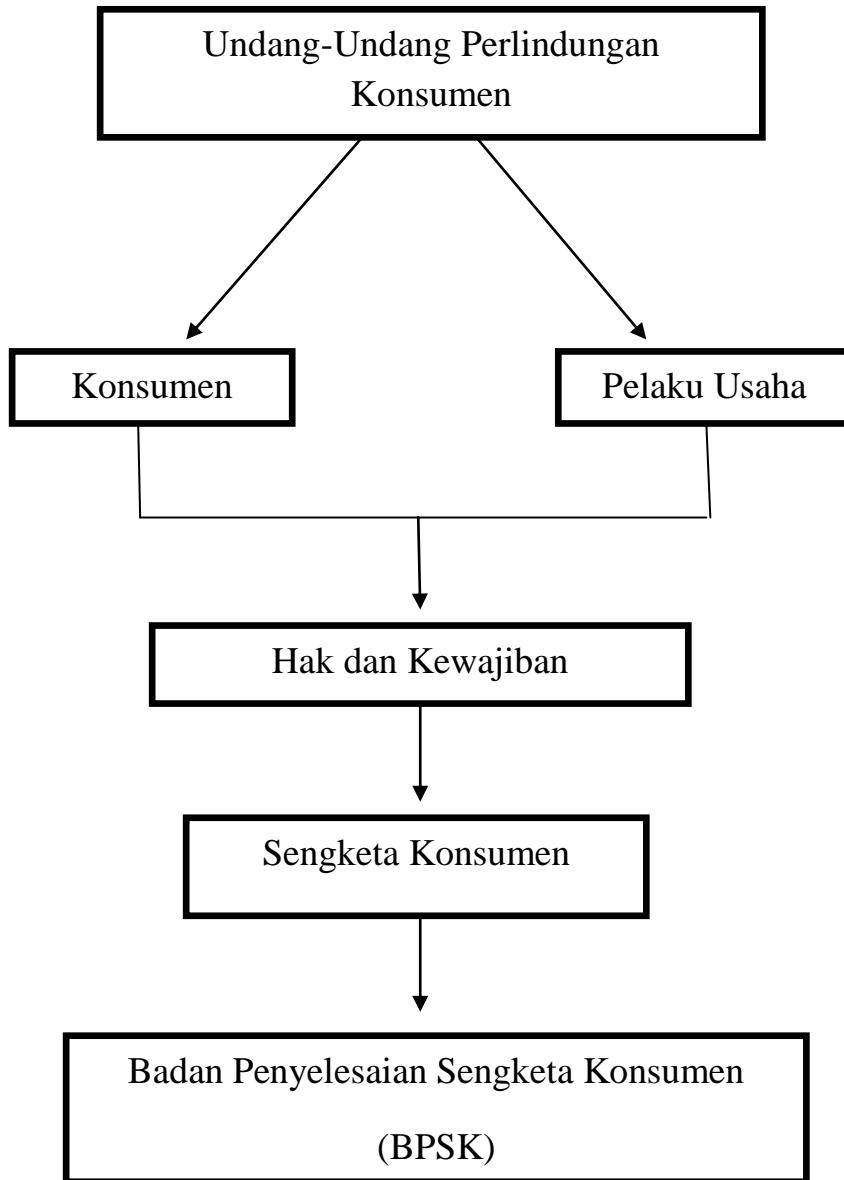 Undang-Undang Perlindungan
Konsumen
Konsumen
Pelaku Usaha
Hak dan Kewajiban
Sengketa Konsumen
Badan Penyelesaian Sengketa Konsumen
(BPSK)